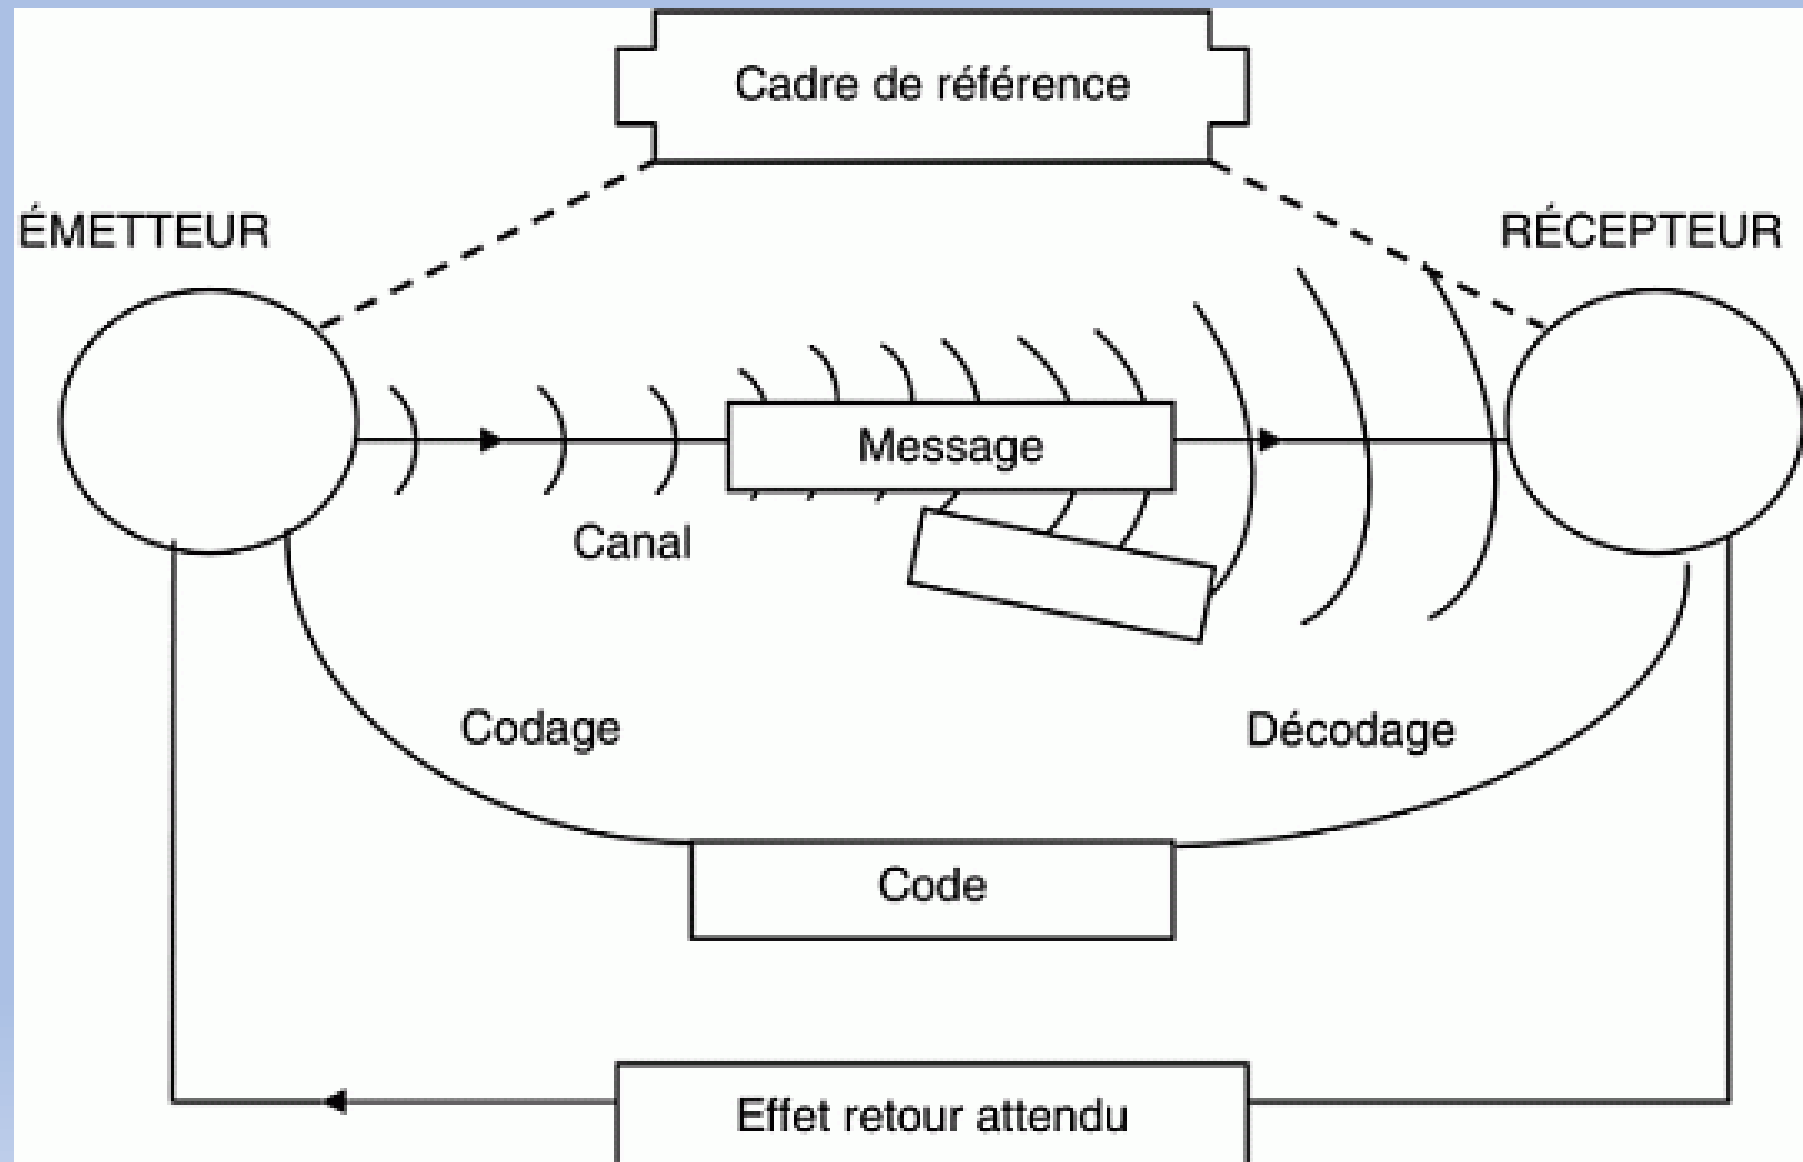 Cadre de référence
ÉMETTEUR
RÉCEPTEUR
Message
Canal
Codage
Décodage
Code
Effet retour attendu